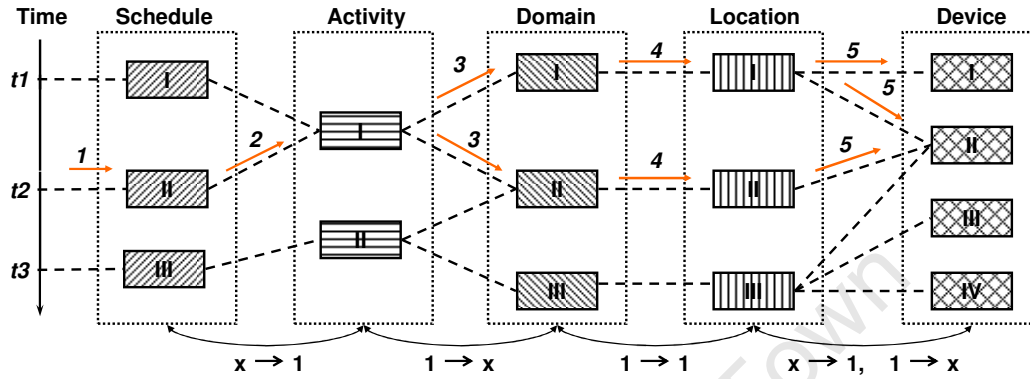 Time Schedule Activity Domain Location Device
t1 I I 4 I 5 I
3 5
1 2 I 3 4 5 II
t2 II II II
II III
t3 III III III IV
x → 1 1 → x 1 → 1 x → 1, 1 → x
Town